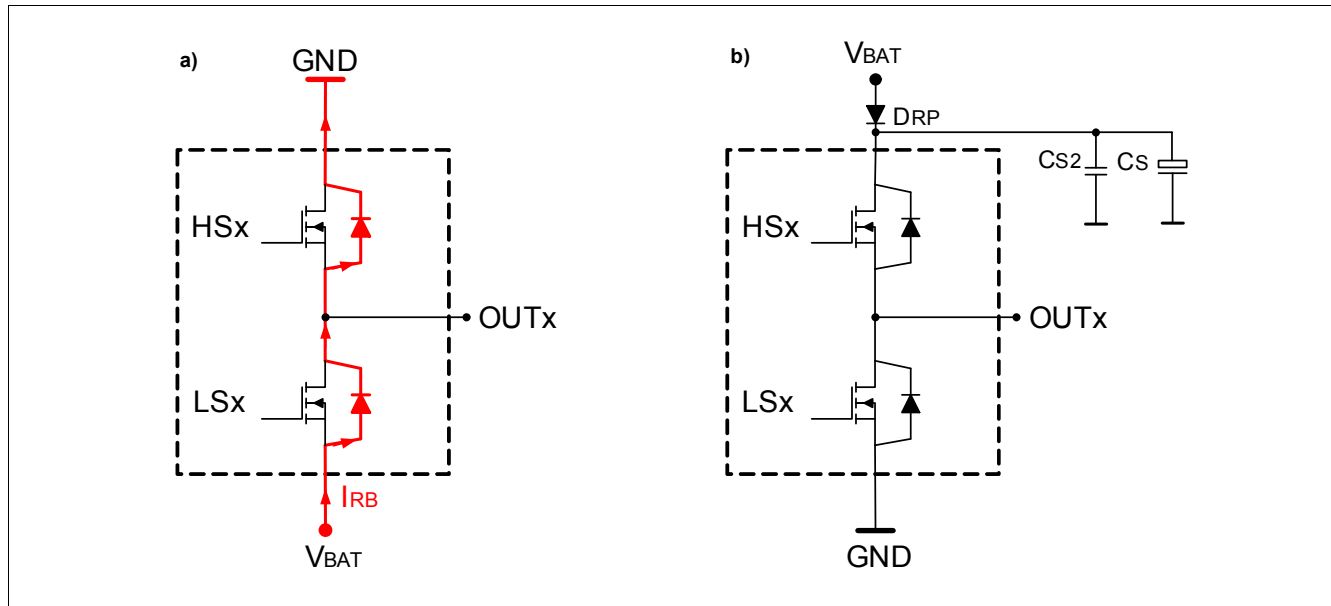 a)
GND
HSx
OUTx
LSx
IRB
VBAT
b)
VBAT
DRP
CS2
CS
HSx
OUTx
LSx
GND